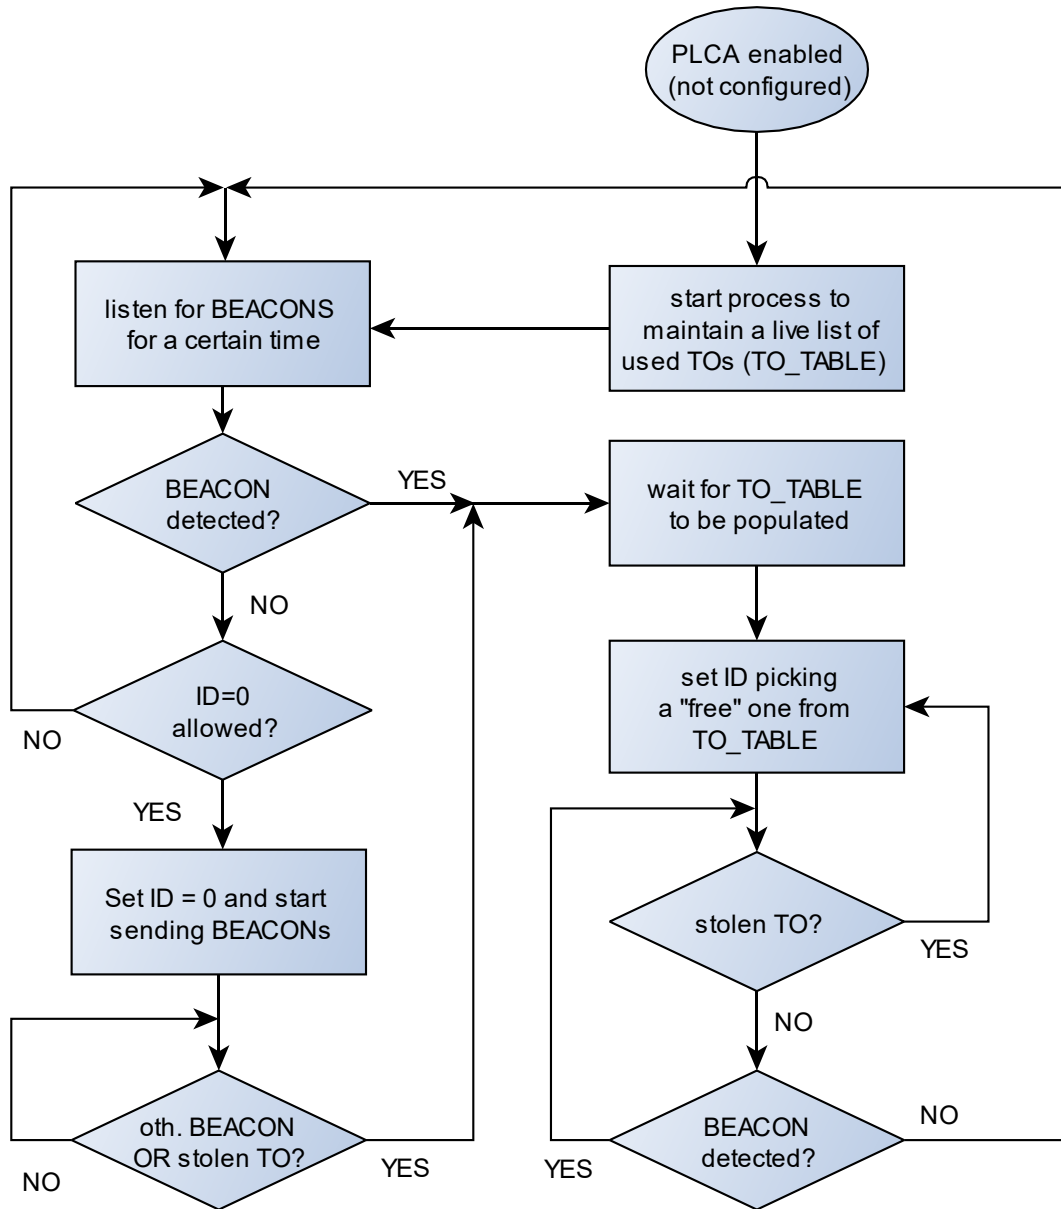 PLCA enabled
(not configured)
listen for BEACONS
for a certain time
start process to
maintain a live list of
used TOs (TO_TABLE)
BEACON
detected?
YES
wait for TO_TABLE
to be populated
NO
ID=0
allowed?
NO
set ID picking
a "free" one from
TO_TABLE
YES
Set ID = 0 and start
sending BEACONs
stolen TO?
YES
NO
oth. BEACON
OR stolen TO?
NO
YES
BEACON
detected?
YES
NO